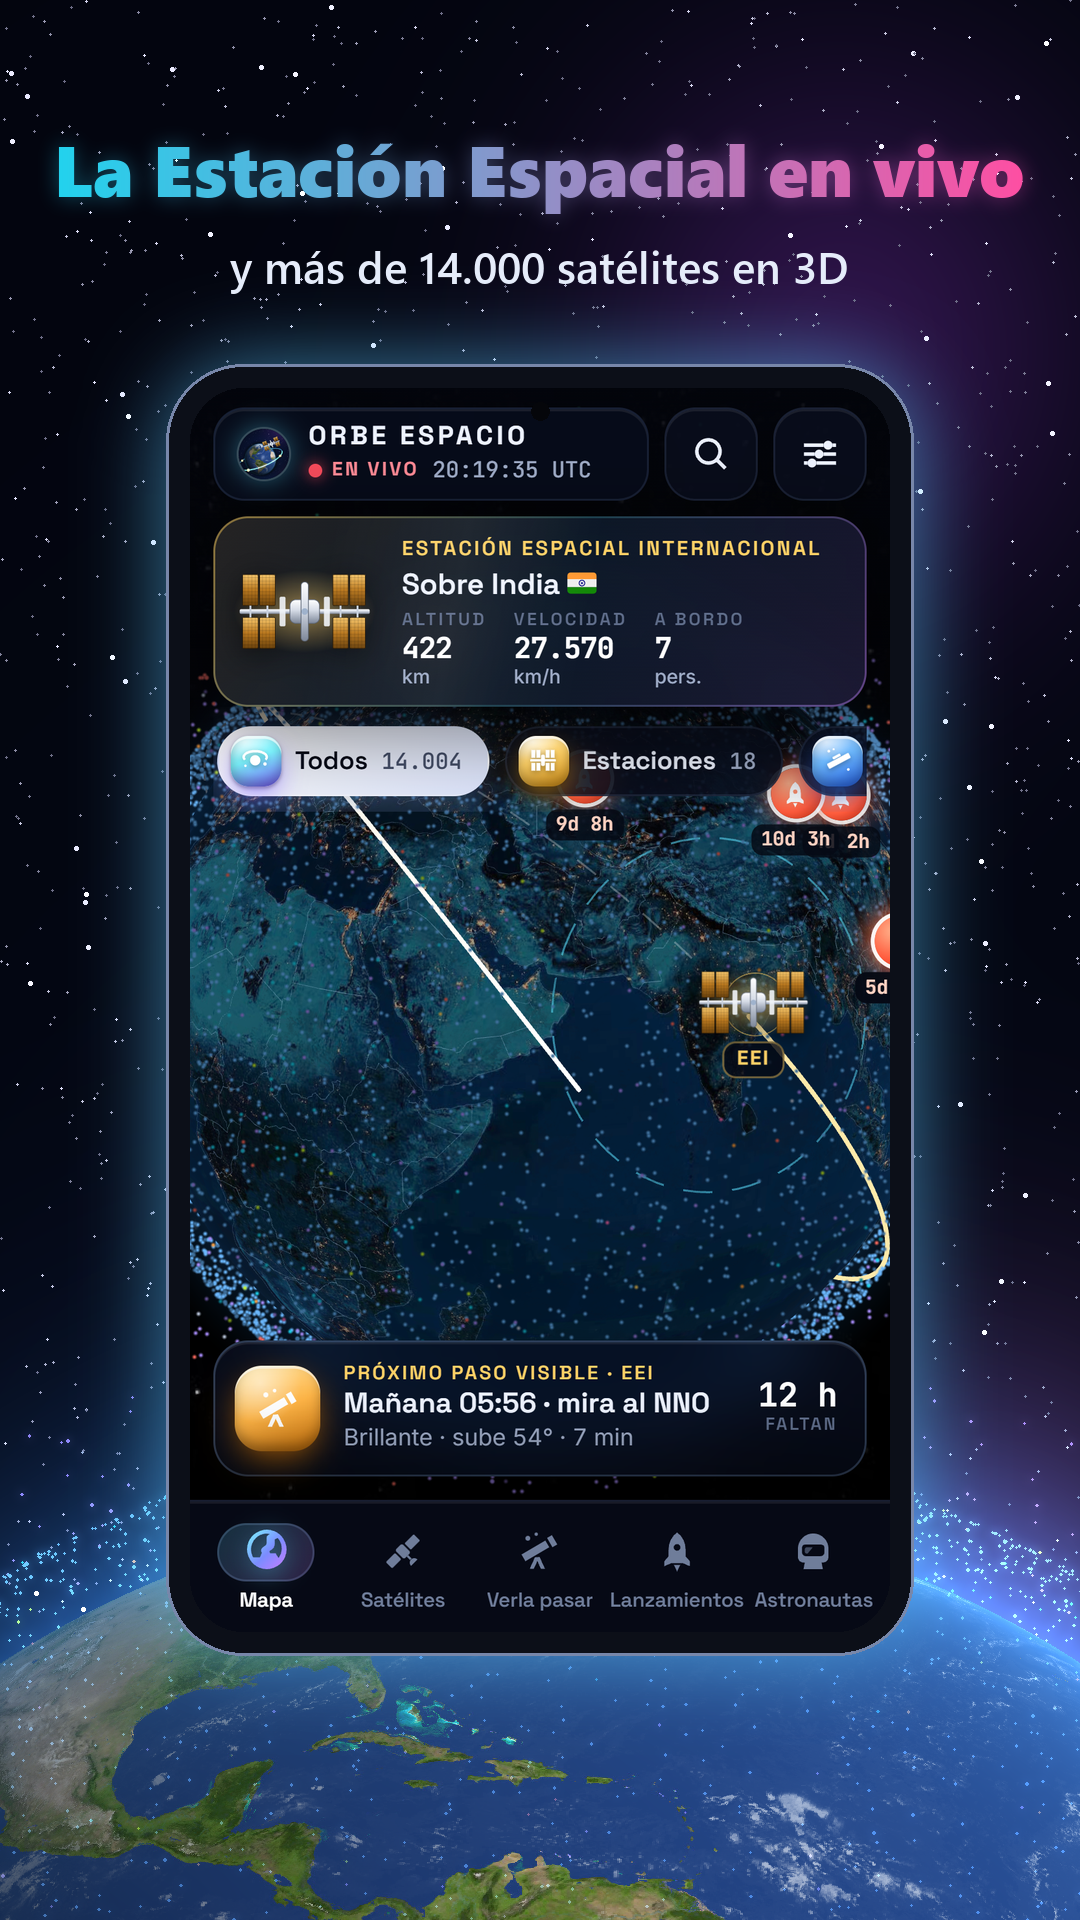 La Estación Espacial en vivo
y más de 14.000 satélites en 3D
ORBE ESPACIO
EN VIVO 20:19:35 UTC
ESTACIÓN ESPACIAL INTERNACIONAL
Sobre India
ALTITUD VELOCIDAD A BORDO
422 27.570 7
km km/h pers.
Todos 14.004 Estaciones 18
9d 8h
10d 3h 2h
5d
EEI
PRÓXIMO PASO VISIBLE · EEI
Mañana 05:56 · mira al NNO
Brillante · sube 54° · 7 min
12 h
FALTAN
Mapa Satélites Verla pasar Lanzamientos Astronautas